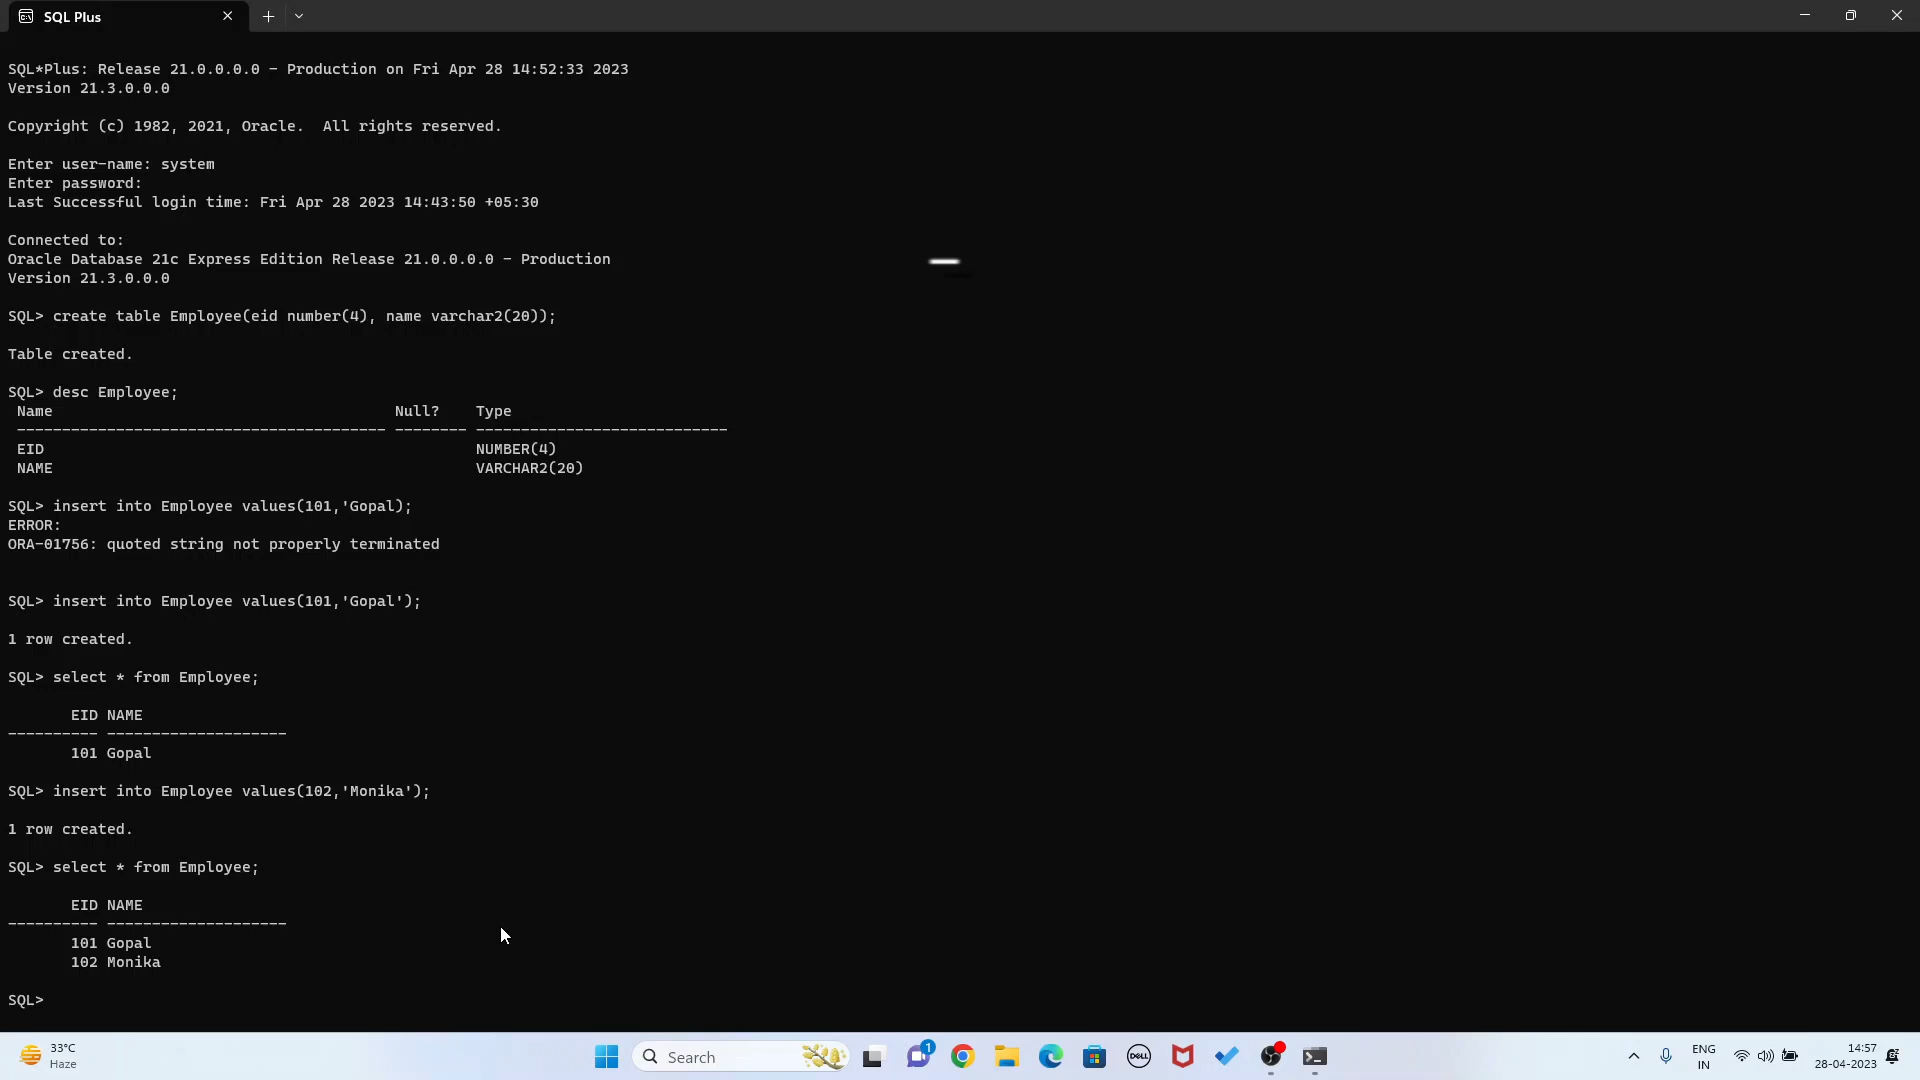 SQL Plus
SQL*Plus: Release 21.0.0.0.0 - Production on Fri Apr 28 14:52:33 2023
Version 21.3.0.0.0
Copyright (c) 1982, 2021, Oracle.  All rights reserved.
Enter user-name: system
Enter password:
Last Successful login time: Fri Apr 28 2023 14:43:50 +05:30
Connected to:
Oracle Database 21c Express Edition Release 21.0.0.0.0 - Production
Version 21.3.0.0.0
SQL> create table Employee(eid number(4), name varchar2(20));
Table created.
SQL> desc Employee;
 Name                                      Null?    Type
 ----------------------------------------- -------- ----------------------------
 EID                                                NUMBER(4)
 NAME                                               VARCHAR2(20)
SQL> insert into Employee values(101,'Gopal);
ERROR:
ORA-01756: quoted string not properly terminated
SQL> insert into Employee values(101,'Gopal');
1 row created.
SQL> select * from Employee;
       EID NAME
---------- --------------------
       101 Gopal
SQL> insert into Employee values(102,'Monika');
1 row created.
SQL> select * from Employee;
       EID NAME
---------- --------------------
       101 Gopal
       102 Monika
SQL>
33°C
Haze
Search
1
DELL
ENG
IN
14:57
28-04-2023